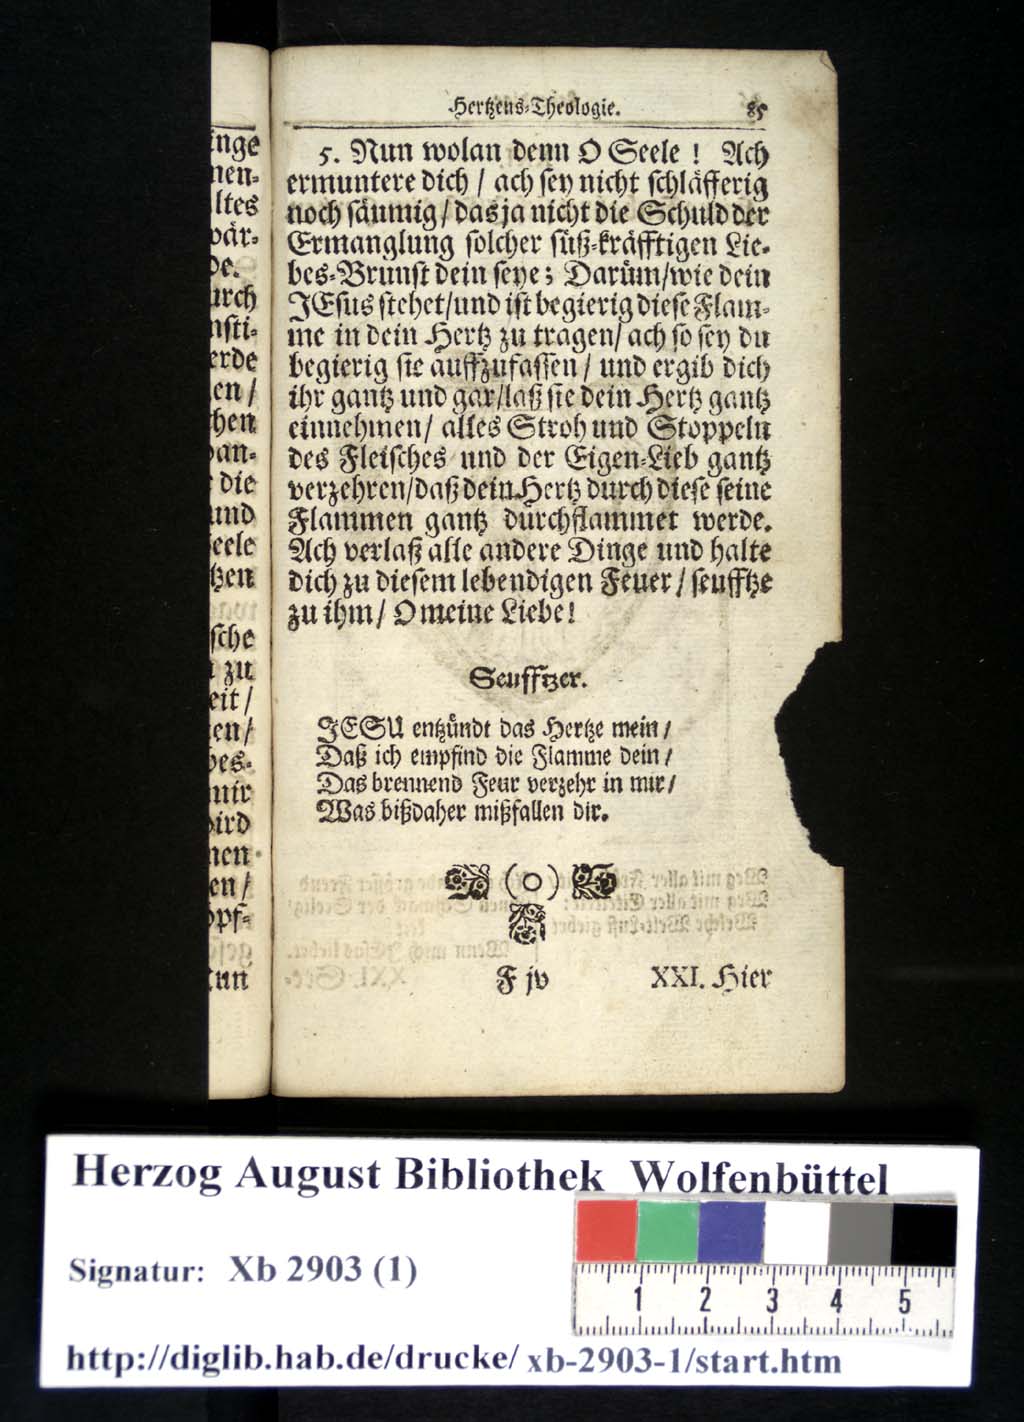 Hertzens-Theologie. 85
5. Nun wolan denn O Seele! Ach
ermuntere dich / ach sey nicht schläfferig
noch säumig / das ja nicht die Schuld der
Ermanglung solcher süß-kräfftigen Lie-
bes-Brunst dein seye; Darüm / wie dein
JEsus stehet / und ist begierig diese Flam-
me in dein Hertz zu tragen / ach so sey du
begierig sie auffzufassen / und ergib dich
ihr gantz und gar / laß sie dein Hertz gantz
einnehmen / alles Stroh und Stoppeln
des Fleisches und der Eigen-Lieb gantz
verzehren / daß dein Hertz durch diese seine
Flammen gantz durchflammet werde.
Ach verlaß alle andere Dinge und halte
dich zu diesem lebendigen Feuer / seufftze
zu ihm / O meine Liebe!
Seufftzer.
JESU entzündt das Hertze mein /
Daß ich empfind die Flamme dein /
Das brennend Feur verzehr in mir /
Was bißdaher mißfallen dir.
(o)
F jv XXI. Hier
Herzog August Bibliothek Wolfenbüttel
Signatur: Xb 2903 (1)
1 2 3 4 5
http://diglib.hab.de/drucke/ xb-2903-1/start.htm